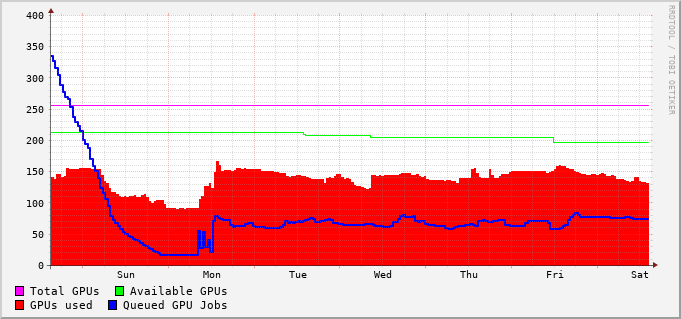 RRDTOOL / TOBI OETIKER
400
350
300
250
200
150
100
50
0
Sun Mon Tue Wed Thu Fri Sat
Total GPUs Available GPUs
GPUs used Queued GPU Jobs